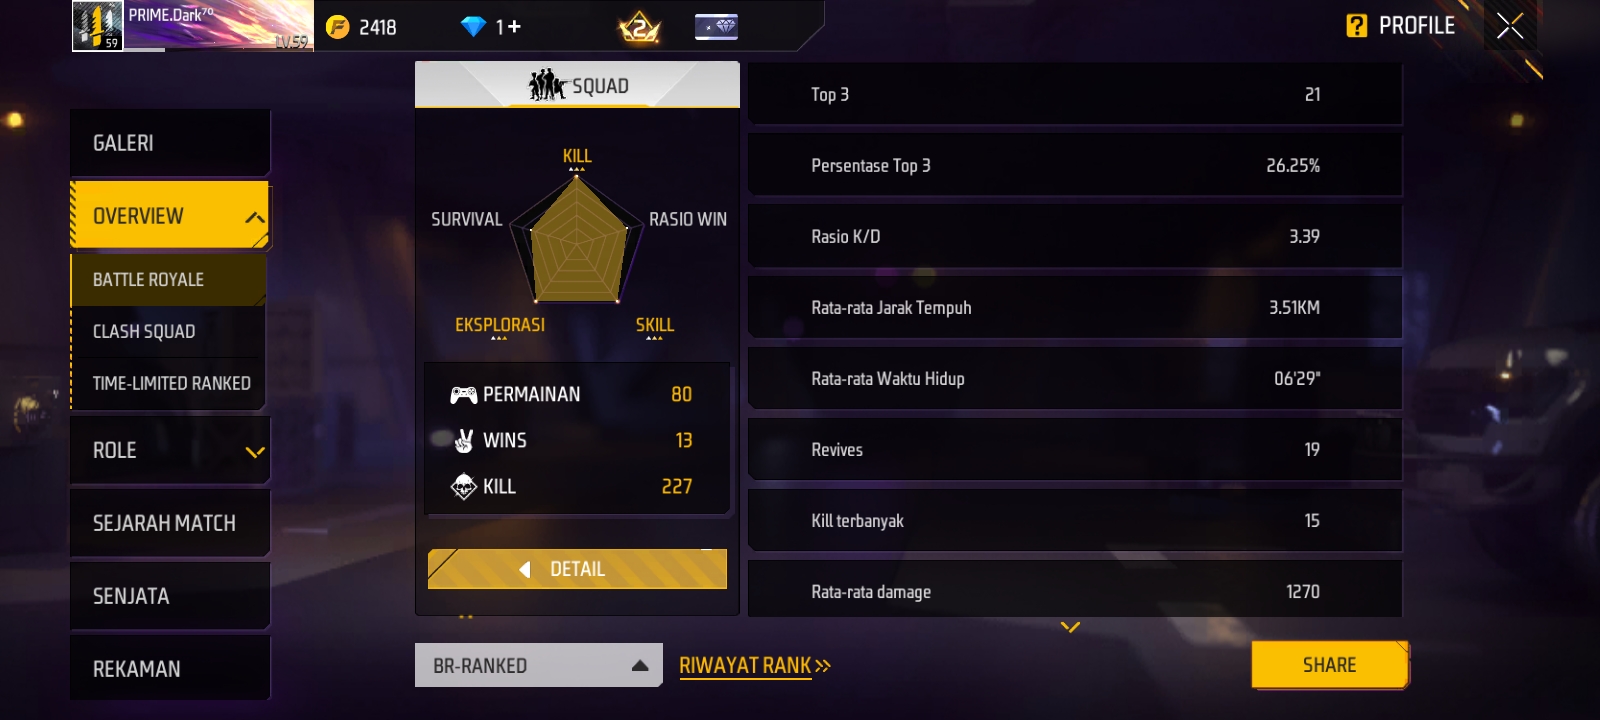 PRIME.Dark⁷⁰
59
LV.59
2418
1+
2
? PROFILE
GALERI
OVERVIEW
BATTLE ROYALE
CLASH SQUAD
TIME-LIMITED RANKED
ROLE
SEJARAH MATCH
SENJATA
REKAMAN
SQUAD
KILL
SURVIVAL
RASIO WIN
EKSPLORASI
SKILL
PERMAINAN 80
WINS 13
KILL 227
DETAIL
BR-RANKED
RIWAYAT RANK
Top 3 21
Persentase Top 3 26.25%
Rasio K/D 3.39
Rata-rata Jarak Tempuh 3.51KM
Rata-rata Waktu Hidup 06'29"
Revives 19
Kill terbanyak 15
Rata-rata damage 1270
SHARE